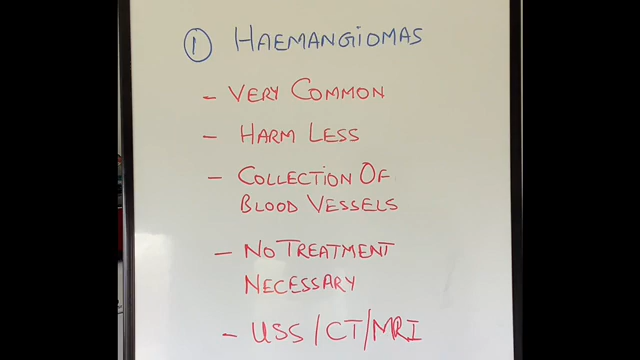 ① HAEMANGIOMAS
- VERY COMMON
- HARM LESS
- COLLECTION OF
BLOOD VESSELS
- NO TREATMENT
NECESSARY
- USS/CT/MRI